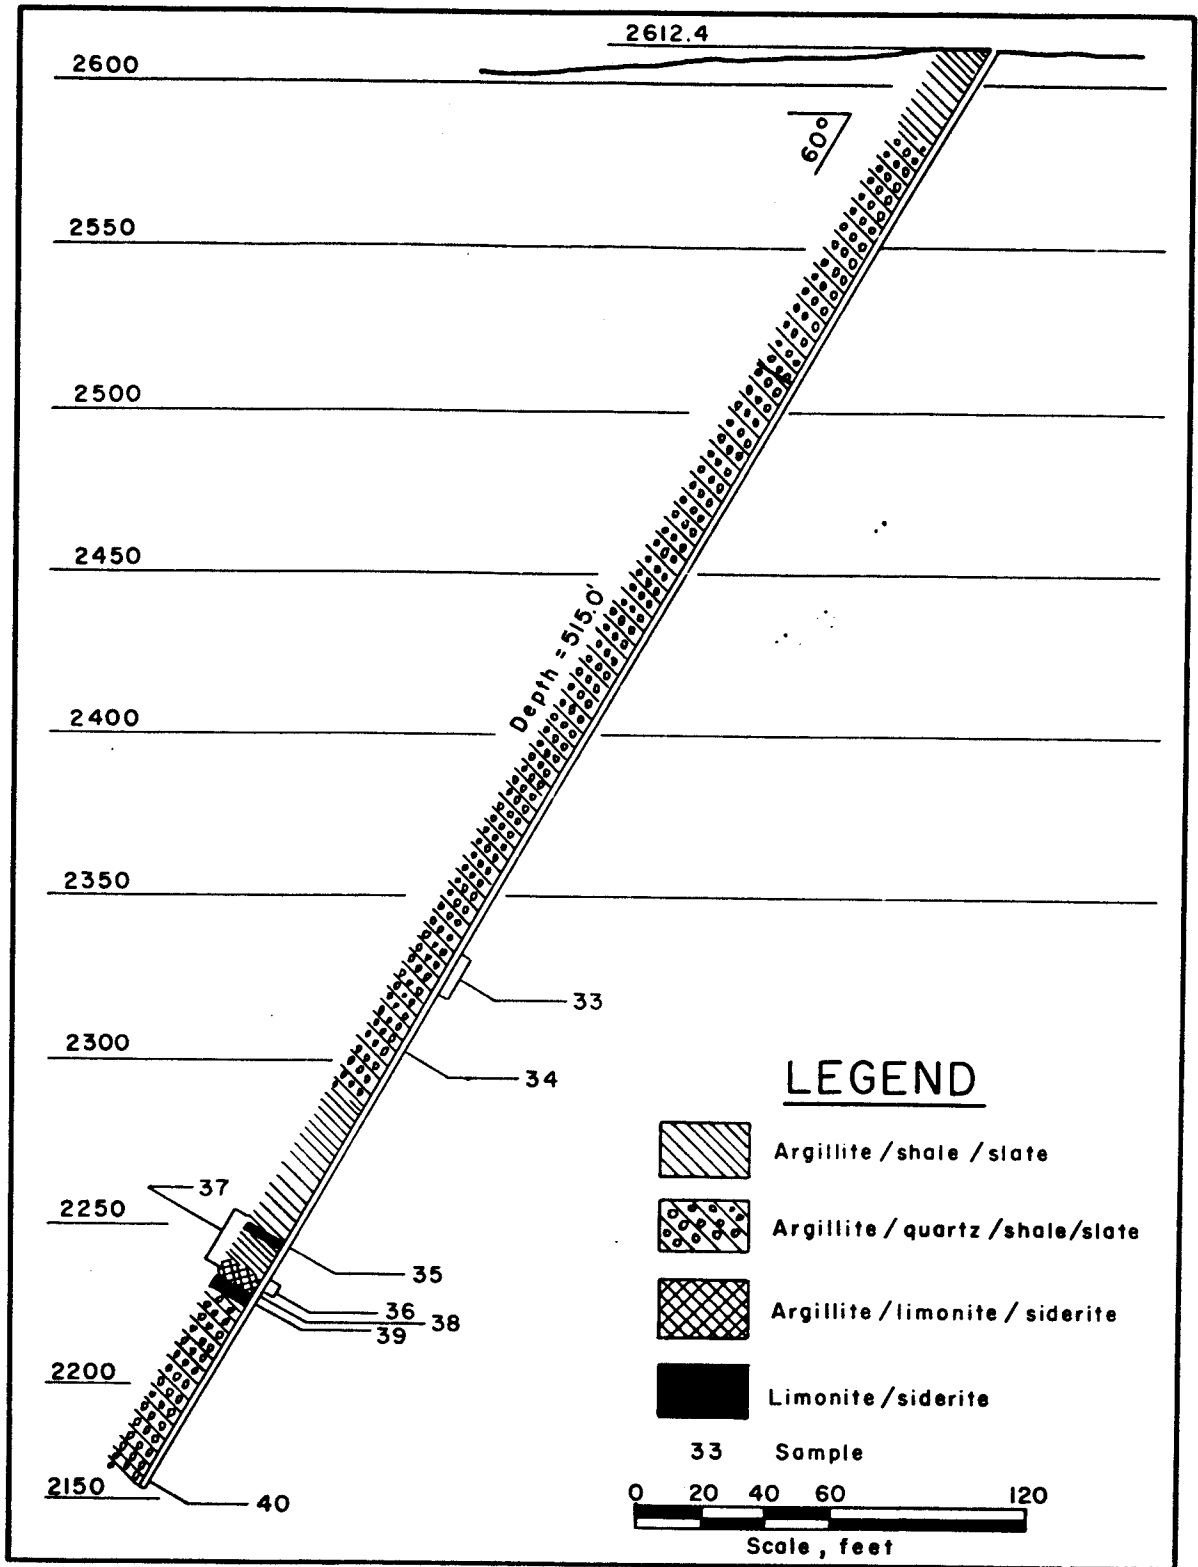 2612.4
2600
60°
2550
2500
2450
Depth = 515.0'
2400
2350
33
2300
34
LEGEND
Argillite/shale/slate
37
2250
Argillite/quartz/shale/slate
35
36
38
39
Argillite/limonite/siderite
2200
Limonite/siderite
33 Sample
2150
40
0 20 40 60 120
Scale, feet